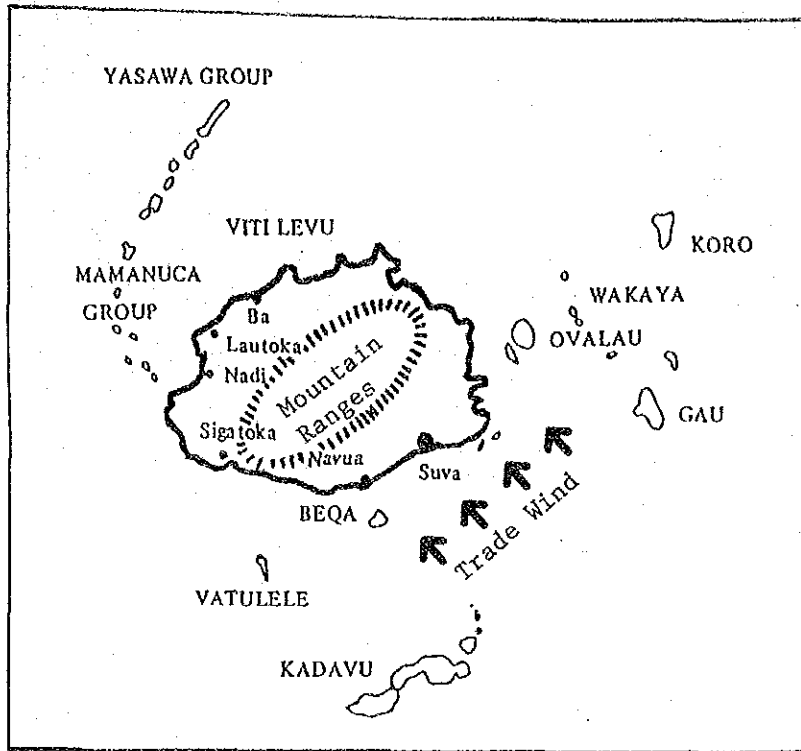 YASAWA GROUP
VITI LEVU
KORO
MAMANUCA
GROUP
WAKAYA
OVALAU
Ba
Lautoka
Nadi
Mountain
Ranges
GAU
Sigatoka
Navua
Suva
BEQA
Trade Wind
VATULELE
KADAVU